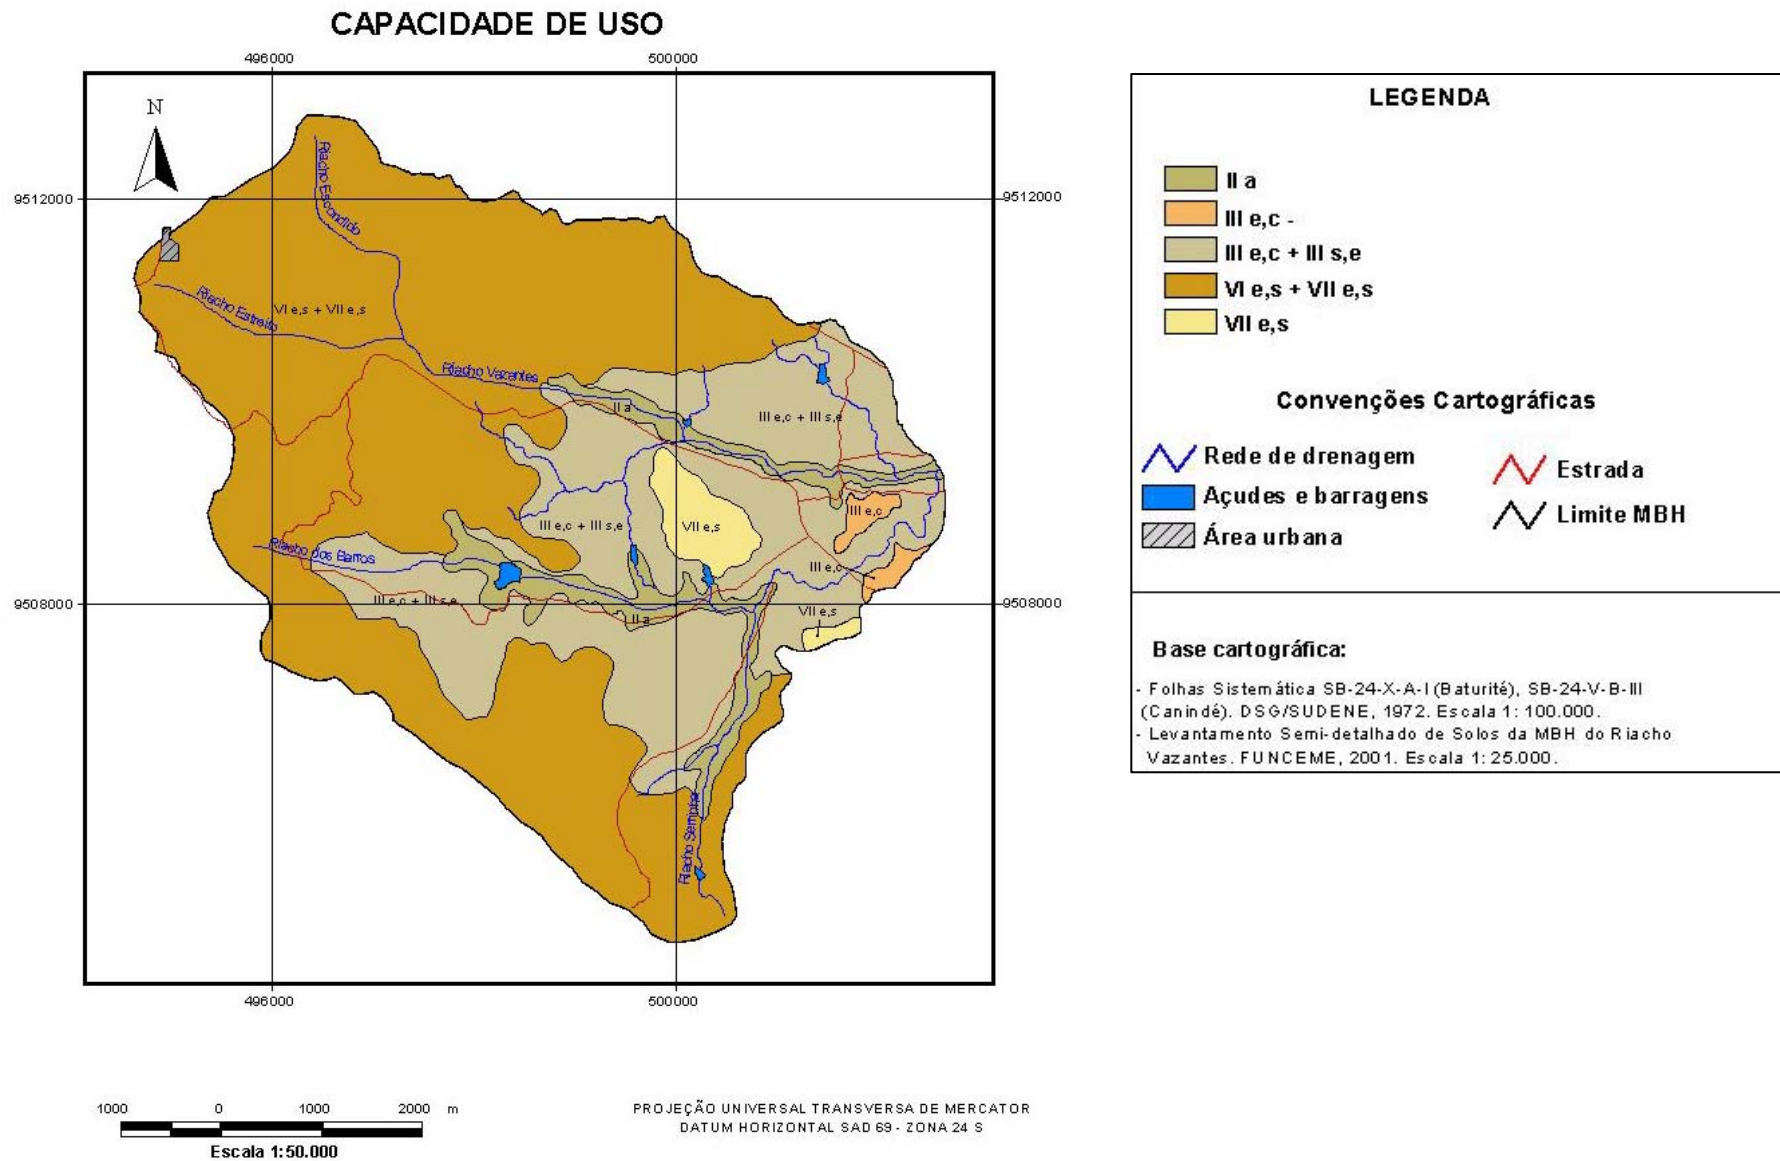 CAPACIDADE DE USO
496000
500000
N
9512000
9512000
Riacho Escondido
Riacho Estreito
VI e,s + VII e,s
Riacho Vazantes
II a
III e,c + III s,e
III e,c + III s,e
VII e,s
III e,c
Riacho dos Barros
III e,c
III e,c + III s,e
9508000
9508000
II a
VII e,s
Riacho Seminha
496000
500000
1000 0 1000 2000 m
Escala 1:50.000
PROJEÇÃO UNIVERSAL TRANSVERSA DE MERCATOR
DATUM HORIZONTAL SAD 69 - ZONA 24 S
LEGENDA
II a
III e,c -
III e,c + III s,e
VI e,s + VII e,s
VII e,s
Convenções Cartográficas
Rede de drenagem
Açudes e barragens
Área urbana
Estrada
Limite MBH
Base cartográfica:
- Folhas Sistemática SB-24-X-A-I (Baturité), SB-24-V-B-III
(Canindé). DSG/SUDENE, 1972. Escala 1: 100.000.
- Levantamento Semi-detalhado de Solos da MBH do Riacho
Vazantes. FUNCEME, 2001. Escala 1: 25.000.